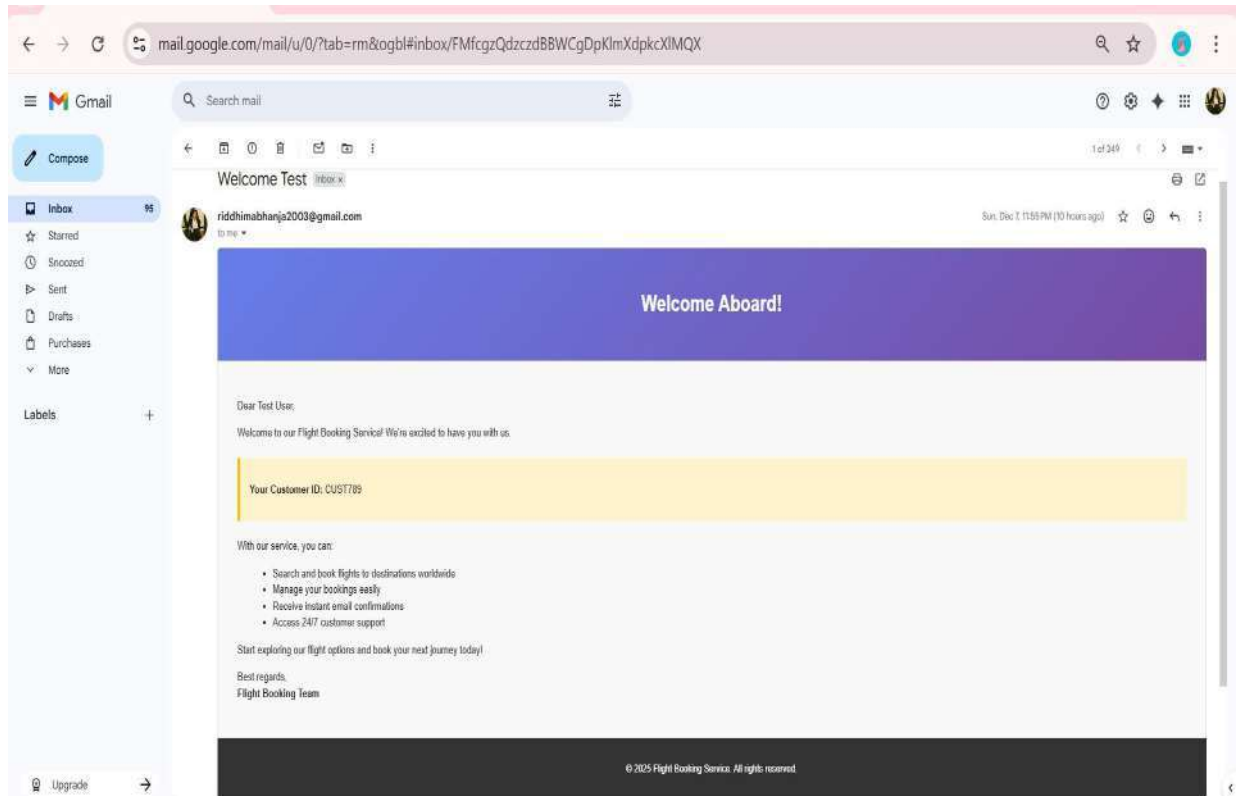 mail.google.com/mail/u/0/?tab=rm&ogbl#inbox/FMfcgzQdzczdBBWCgDpKlmXdpkcXlMQX
Gmail
Search mail
Compose
1 of 349
Welcome Test Inbox x
Inbox 95
riddhimabhanja2003@gmail.com
Sun, Dec 7, 11:55 PM (10 hours ago)
to me
Starred
Snoozed
Sent
Drafts
Purchases
More
Labels +
Welcome Aboard!
Dear Test User,
Welcome to our Flight Booking Service! We're excited to have you with us.
Your Customer ID: CUST789
With our service, you can:
• Search and book flights to destinations worldwide
• Manage your bookings easily
• Receive instant email confirmations
• Access 24/7 customer support
Start exploring our flight options and book your next journey today!
Best regards,
Flight Booking Team
© 2025 Flight Booking Service. All rights reserved.
Upgrade